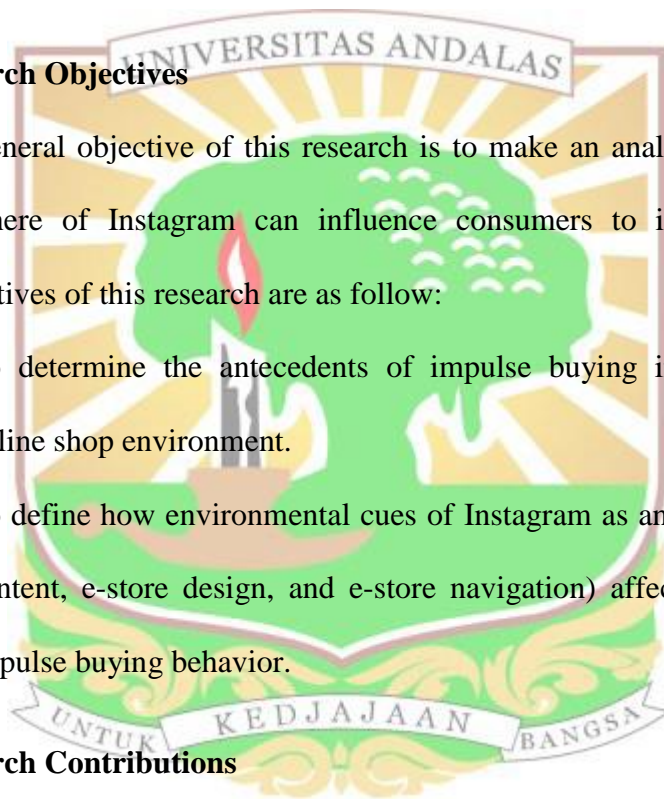 UNIVERSITAS ANDALAS
rch Objectives
eneral objective of this research is to make an anal
here of Instagram can influence consumers to i
tives of this research are as follow:
determine the antecedents of impulse buying i
line shop environment.
define how environmental cues of Instagram as an
ntent, e-store design, and e-store navigation) affec
pulse buying behavior.
UNTUK KEDJAJAAN BANGSA
rch Contributions